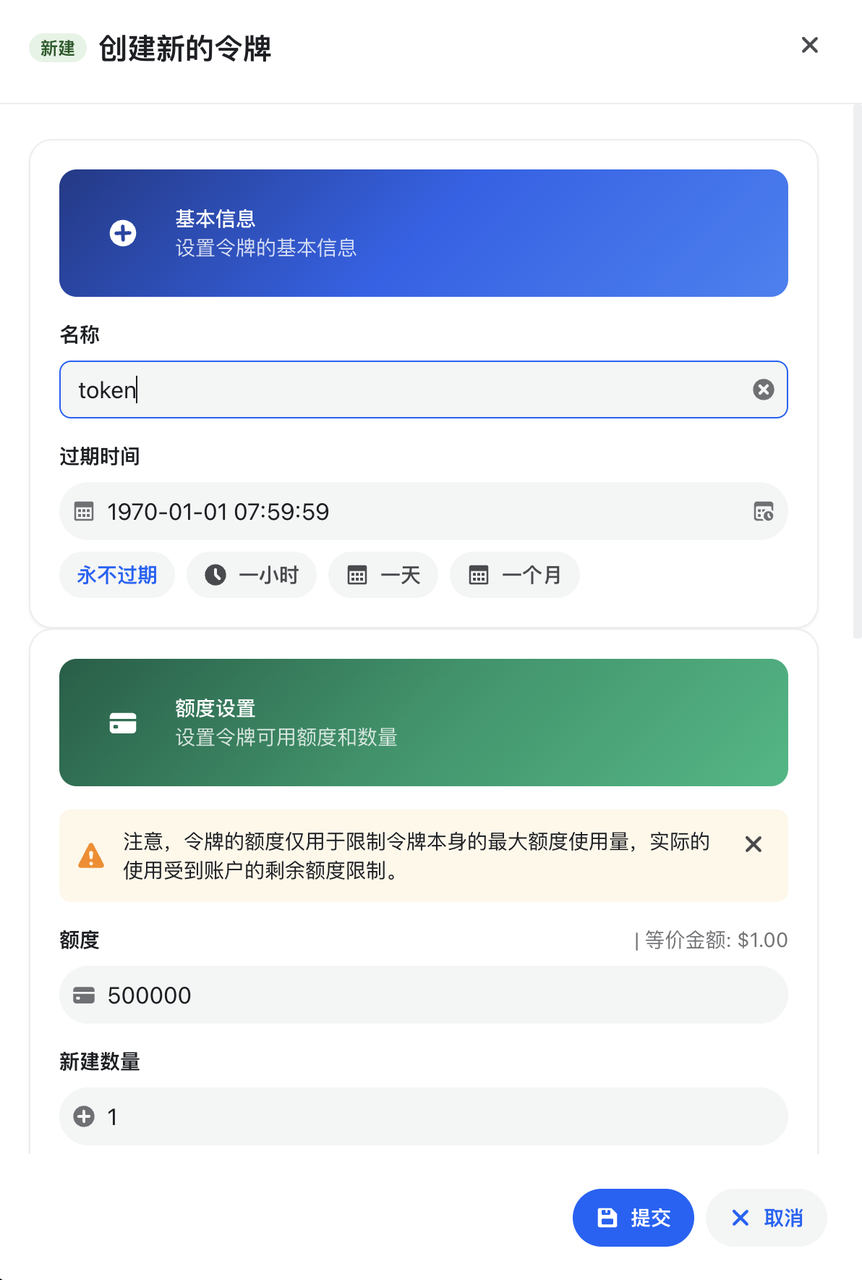 新建 创建新的令牌
基本信息
设置令牌的基本信息
名称
token
过期时间
1970-01-01 07:59:59
永不过期 一小时 一天 一个月
额度设置
设置令牌可用额度和数量
注意，令牌的额度仅用于限制令牌本身的最大额度使用量，实际的
使用受到账户的剩余额度限制。
额度 | 等价金额: $1.00
500000
新建数量
1
提交 取消